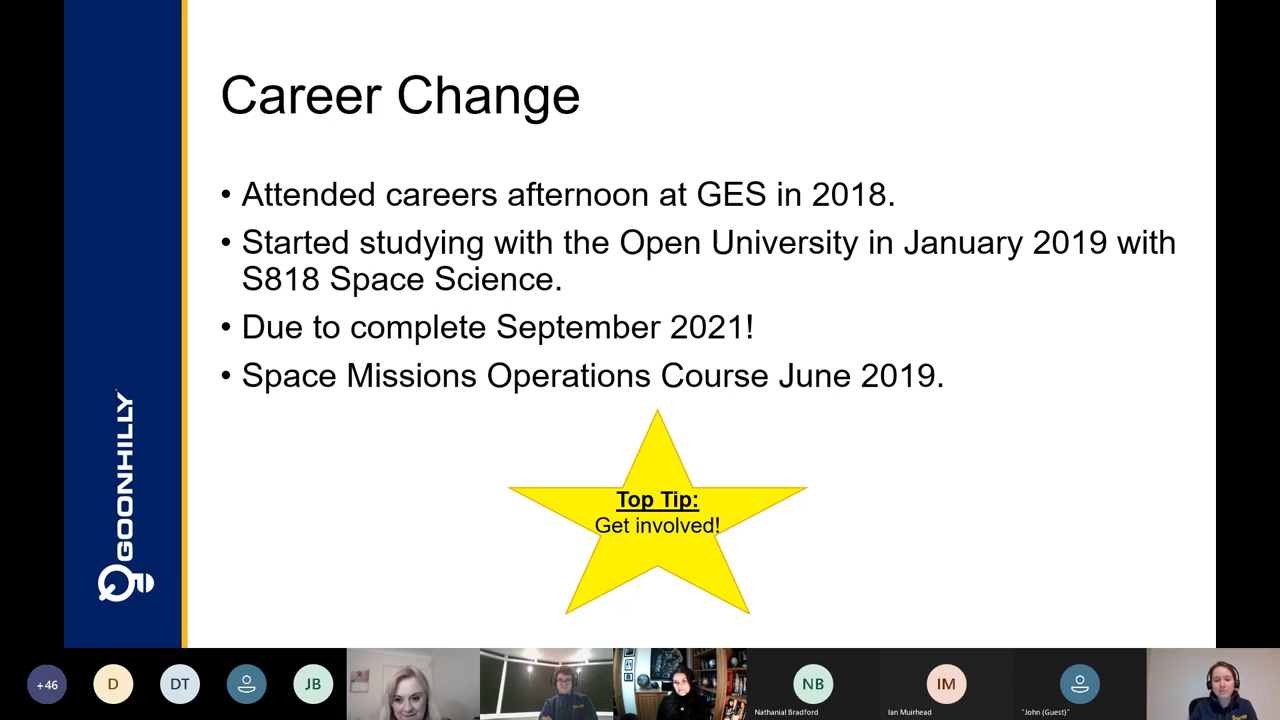 Career Change
• Attended careers afternoon at GES in 2018.
• Started studying with the Open University in January 2019 with
S818 Space Science.
• Due to complete September 2021!
• Space Missions Operations Course June 2019.
Top Tip:
Get involved!
GOONHILLY
+46
D
DT
JB
NB
Nathanial Bradford
IM
Ian Muirhead
"John (Guest)"